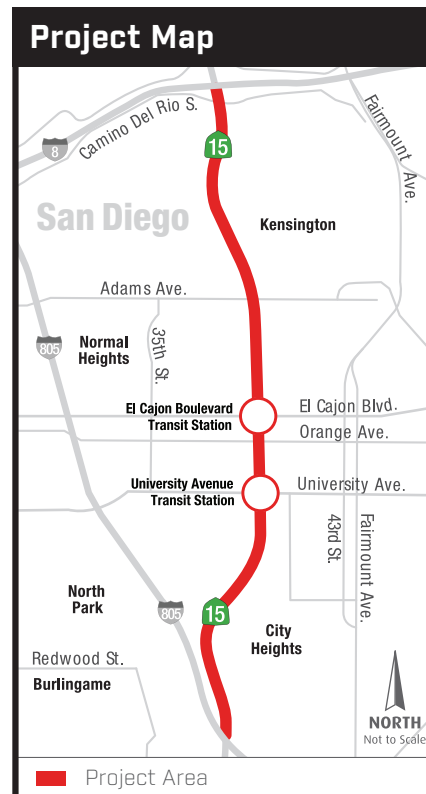 Project Map
Camino Del Rio S.
8
15
Fairmount
Ave.
San Diego
Kensington
Adams Ave.
805
Normal
Heights
35th St.
El Cajon Boulevard
Transit Station
El Cajon Blvd.
Orange Ave.
University Avenue
Transit Station
University Ave.
43rd St.
Fairmount Ave.
North
Park
805
15
City
Heights
Redwood St.
Burlingame
NORTH
Not to Scale
Project Area